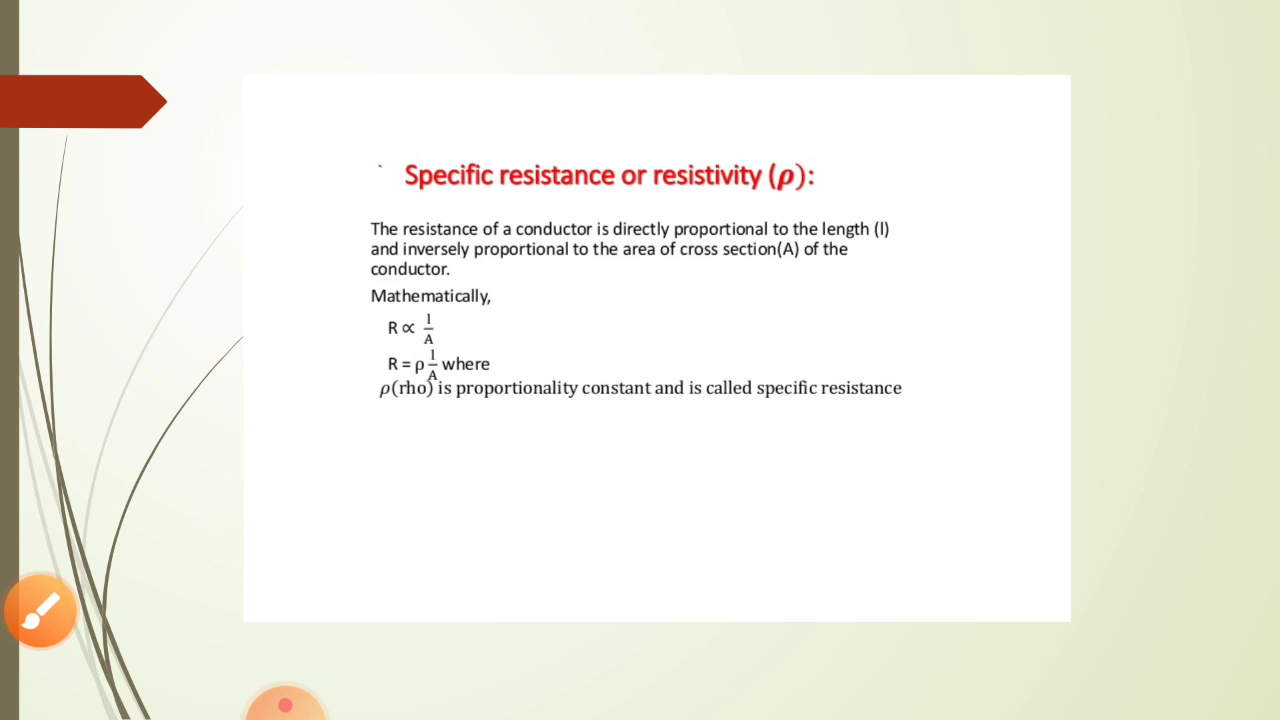 Specific resistance or resistivity (ρ):
The resistance of a conductor is directly proportional to the length (l)
and inversely proportional to the area of cross section(A) of the
conductor.
Mathematically,
R ∝ l/A
R = ρ l/A where
ρ(rho) is proportionality constant and is called specific resistance